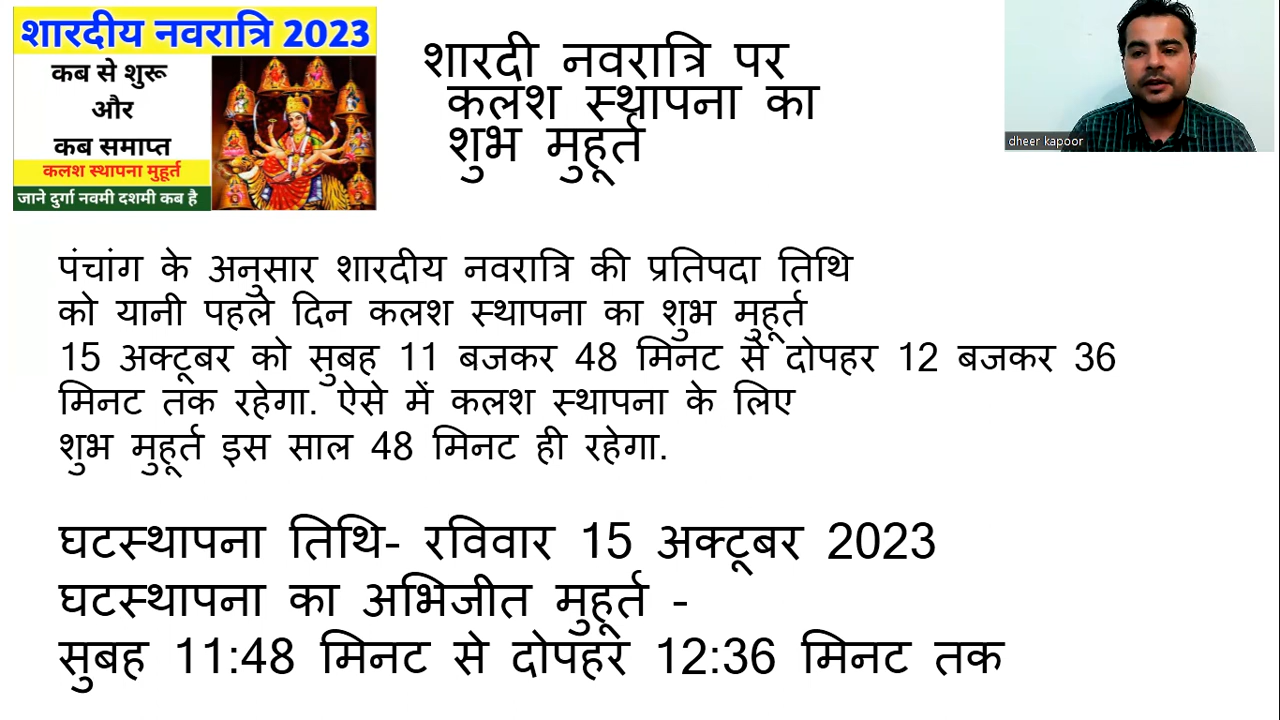 शारदीय नवरात्रि 2023
कब से शुरू
और
कब समाप्त
कलश स्थापना मुहूर्त
जाने दुर्गा नवमी दशमी कब है
शारदी नवरात्रि पर
कलश स्थापना का
शुभ मुहूर्त
dheer kapoor
पंचांग के अनुसार शारदीय नवरात्रि की प्रतिपदा तिथि
को यानी पहले दिन कलश स्थापना का शुभ मुहूर्त
15 अक्टूबर को सुबह 11 बजकर 48 मिनट से दोपहर 12 बजकर 36
मिनट तक रहेगा. ऐसे में कलश स्थापना के लिए
शुभ मुहूर्त इस साल 48 मिनट ही रहेगा.
घटस्थापना तिथि- रविवार 15 अक्टूबर 2023
घटस्थापना का अभिजीत मुहूर्त -
सुबह 11:48 मिनट से दोपहर 12:36 मिनट तक